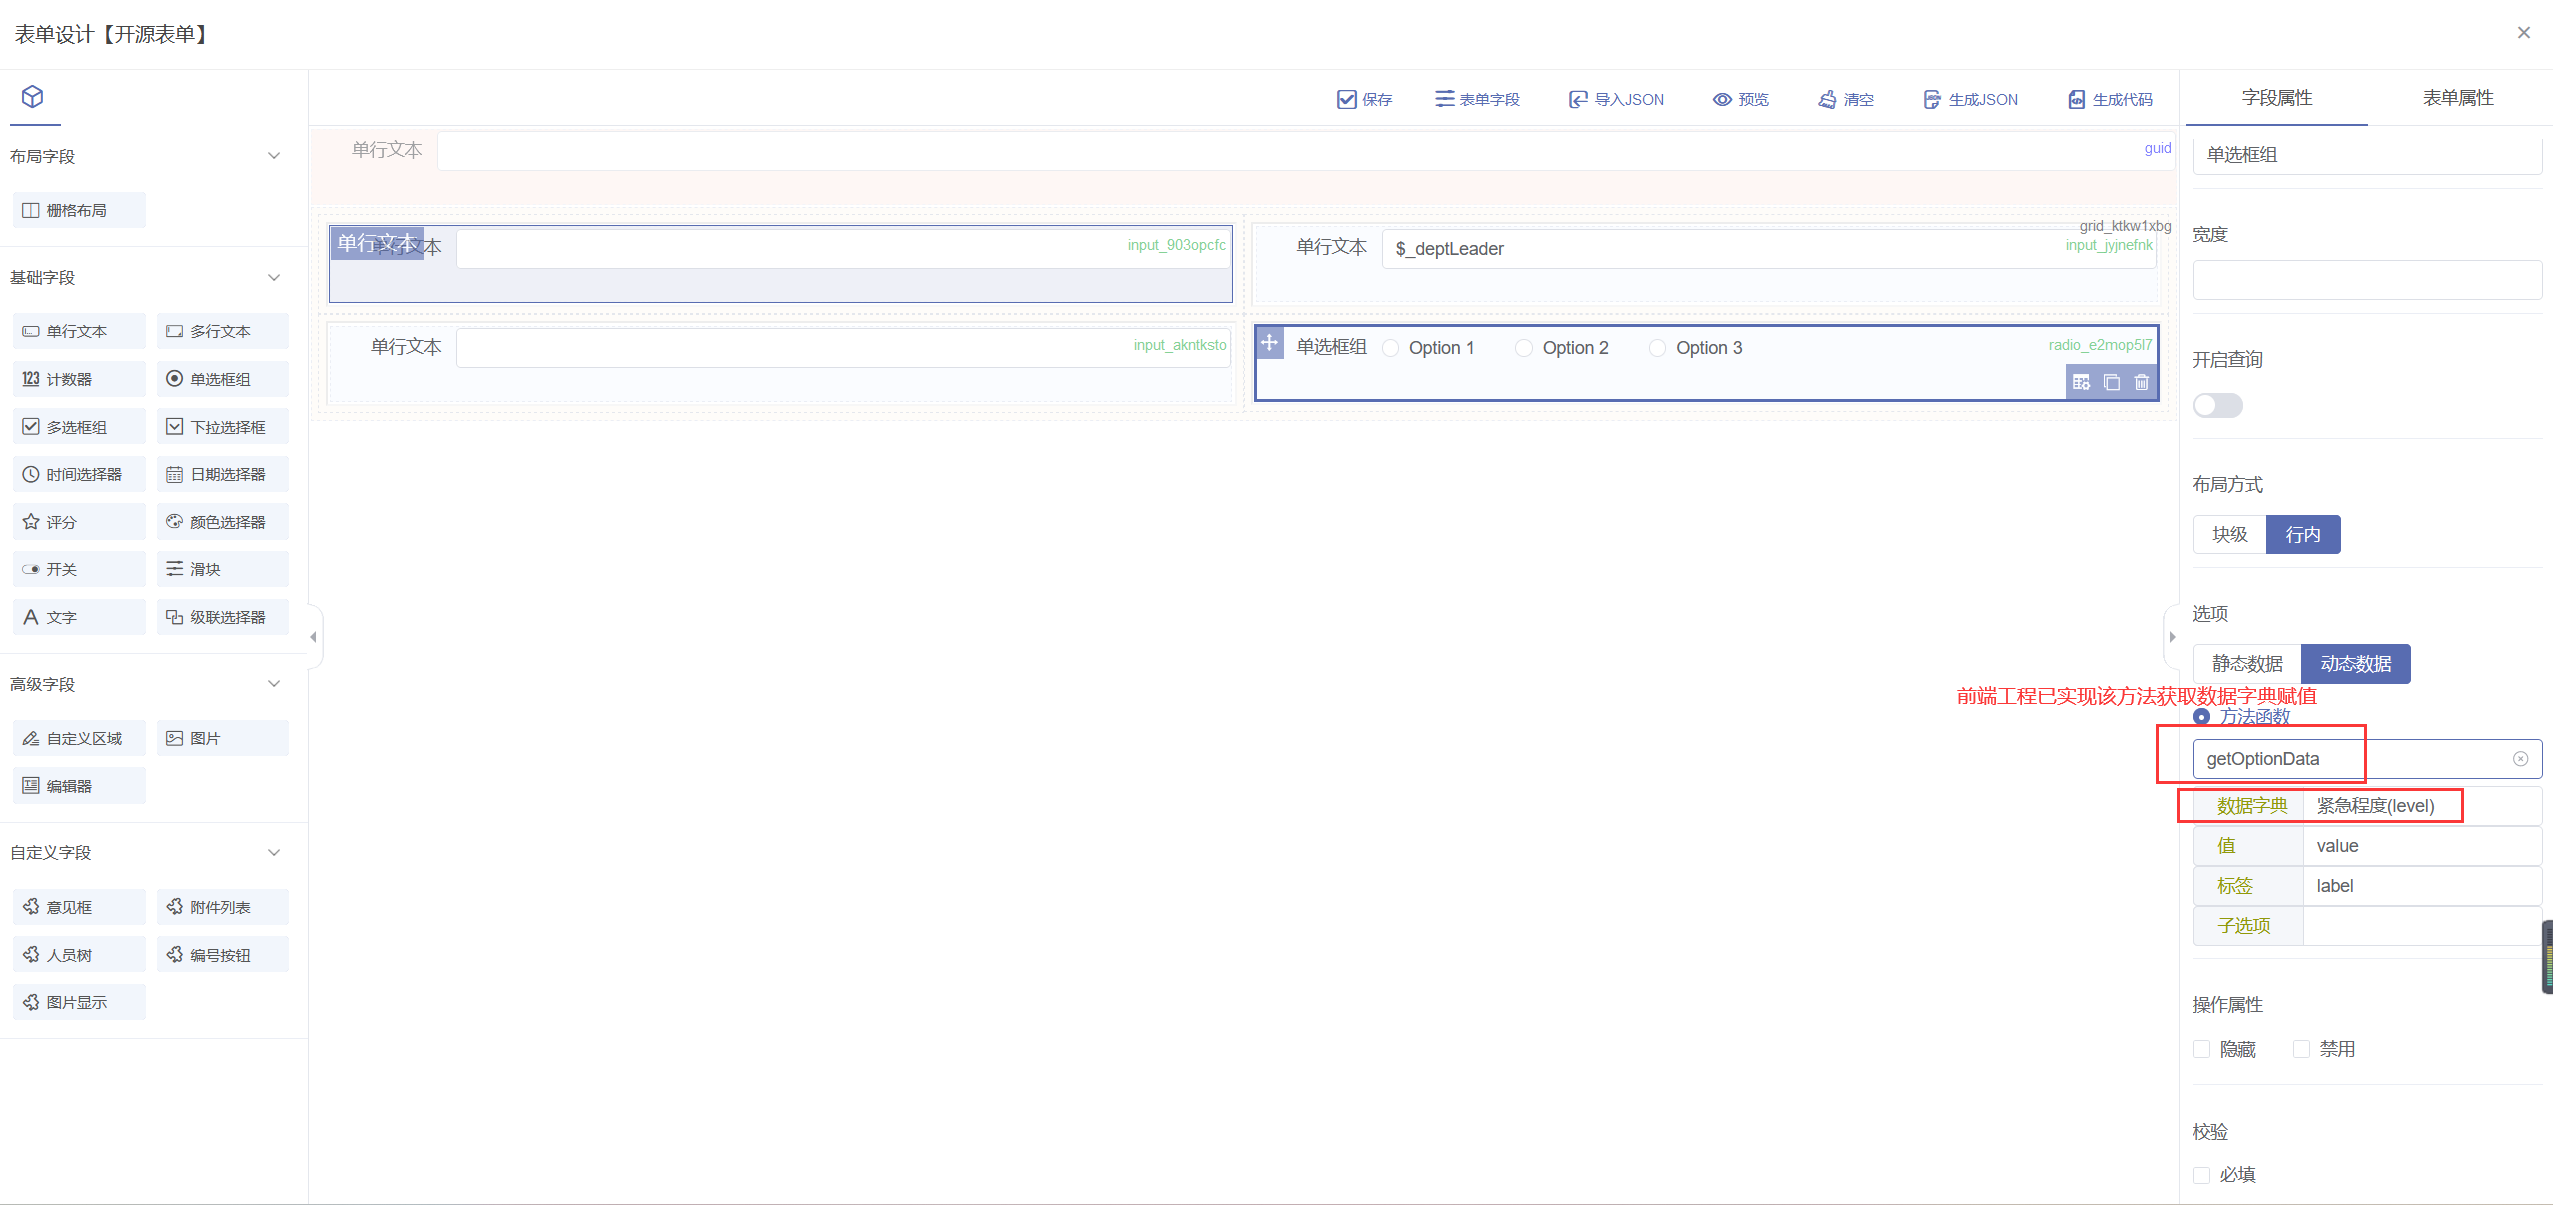 表单设计【开源表单】
保存 表单字段 导入JSON 预览 清空 生成JSON 生成代码
字段属性 表单属性
布局字段
栅格布局
基础字段
单行文本 多行文本
计数器 单选框组
多选框组 下拉选择框
时间选择器 日期选择器
评分 颜色选择器
开关 滑块
文字 级联选择器
高级字段
自定义区域 图片
编辑器
自定义字段
意见框 附件列表
人员树 编号按钮
图片显示
单行文本 guid
grid_ktkw1xbg
单行文本 单行文本 input_903opcfc
单行文本 $_deptLeader input_jyjnefnk
单行文本 input_akntksto
单选框组 Option 1 Option 2 Option 3 radio_e2mop5l7
单选框组
宽度
开启查询
布局方式
块级 行内
选项
静态数据 动态数据
前端工程已实现该方法获取数据字典赋值
方法函数
getOptionData
数据字典 紧急程度(level)
值 value
标签 label
子选项
操作属性
隐藏 禁用
校验
必填